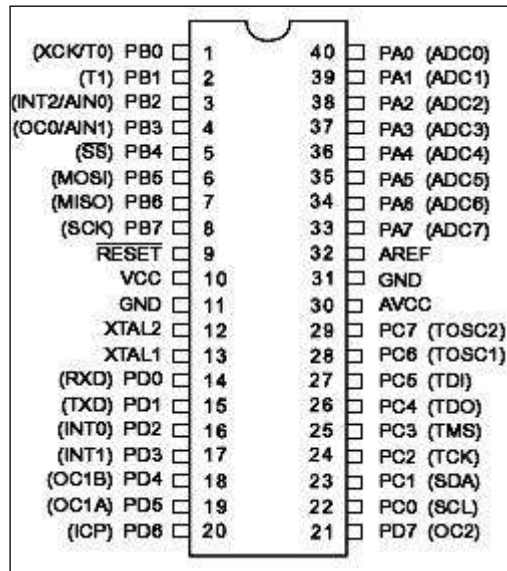 (XCK/T0) PB0 1 40 PA0 (ADC0)
(T1) PB1 2 39 PA1 (ADC1)
(INT2/AIN0) PB2 3 38 PA2 (ADC2)
(OC0/AIN1) PB3 4 37 PA3 (ADC3)
(SS) PB4 5 36 PA4 (ADC4)
(MOSI) PB5 6 35 PA5 (ADC5)
(MISO) PB6 7 34 PA6 (ADC6)
(SCK) PB7 8 33 PA7 (ADC7)
RESET 9 32 AREF
VCC 10 31 GND
GND 11 30 AVCC
XTAL2 12 29 PC7 (TOSC2)
XTAL1 13 28 PC6 (TOSC1)
(RXD) PD0 14 27 PC5 (TDI)
(TXD) PD1 15 26 PC4 (TDO)
(INT0) PD2 16 25 PC3 (TMS)
(INT1) PD3 17 24 PC2 (TCK)
(OC1B) PD4 18 23 PC1 (SDA)
(OC1A) PD5 19 22 PC0 (SCL)
(ICP) PD6 20 21 PD7 (OC2)